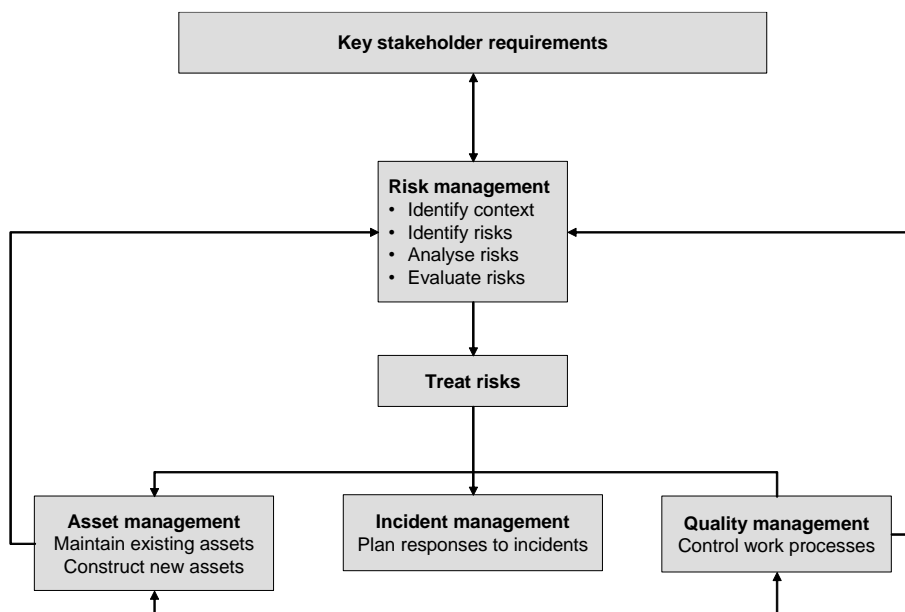 Key stakeholder requirements
Risk management
• Identify context
• Identify risks
• Analyse risks
• Evaluate risks
Treat risks
Asset management
Maintain existing assets
Construct new assets
Incident management
Plan responses to incidents
Quality management
Control work processes